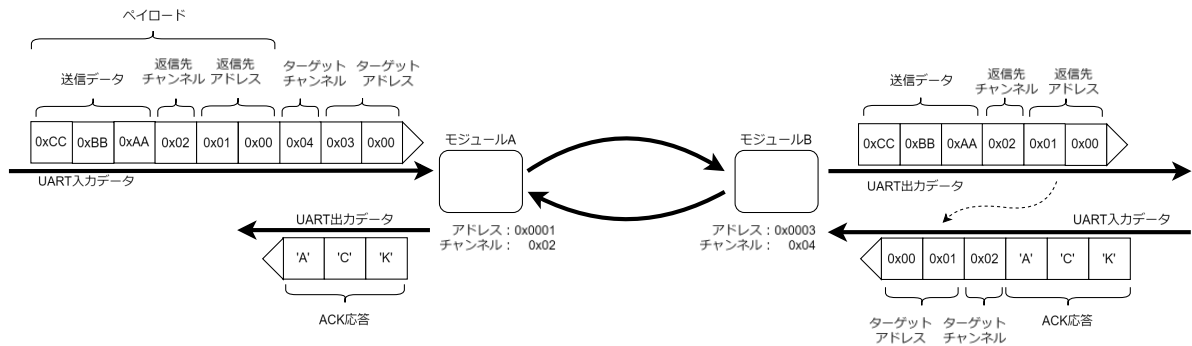 ペイロード
送信データ
返信先
チャンネル
返信先
アドレス
ターゲット
チャンネル
ターゲット
アドレス
0xCC 0xBB 0xAA 0x02 0x01 0x00 0x04 0x03 0x00
UART入力データ
モジュールA
アドレス：0x0001
チャンネル： 0x02
UART出力データ
'A' 'C' 'K'
ACK応答
モジュールB
アドレス：0x0003
チャンネル： 0x04
送信データ
返信先
チャンネル
返信先
アドレス
0xCC 0xBB 0xAA 0x02 0x01 0x00
UART出力データ
UART入力データ
0x00 0x01 0x02 'A' 'C' 'K'
ターゲット
アドレス
ターゲット
チャンネル
ACK応答